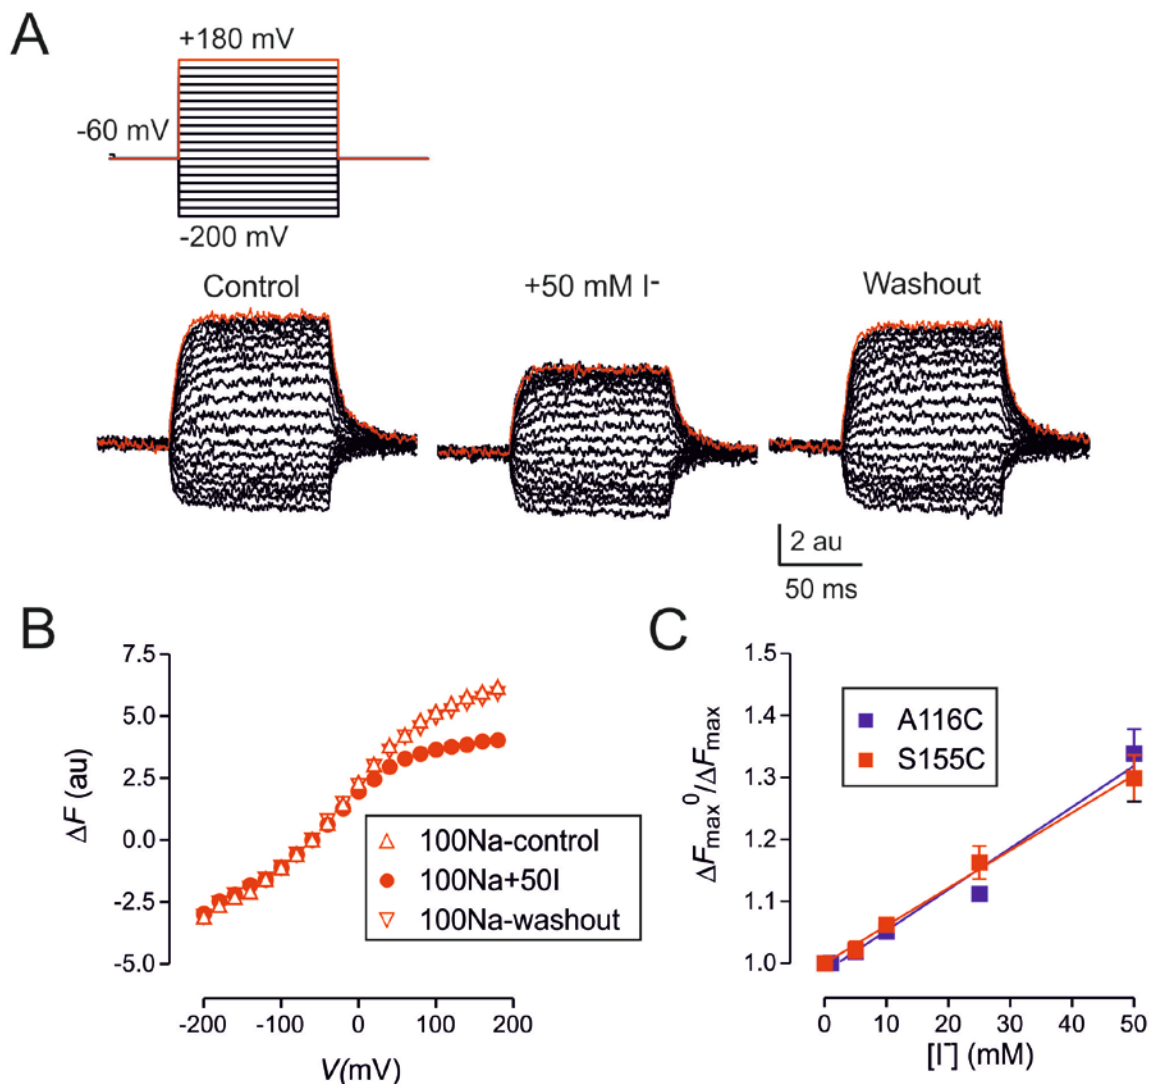 A
+180 mV
-60 mV
-200 mV
Control
+50 mM I-
Washout
2 au
50 ms
B
7.5
5.0
2.5
0.0
-2.5
-5.0
ΔF (au)
100Na-control
100Na+50I
100Na-washout
-200 -100 0 100 200
V(mV)
C
1.5
1.4
1.3
1.2
1.1
1.0
ΔFmax0/ΔFmax
A116C
S155C
0 10 20 30 40 50
[I-] (mM)